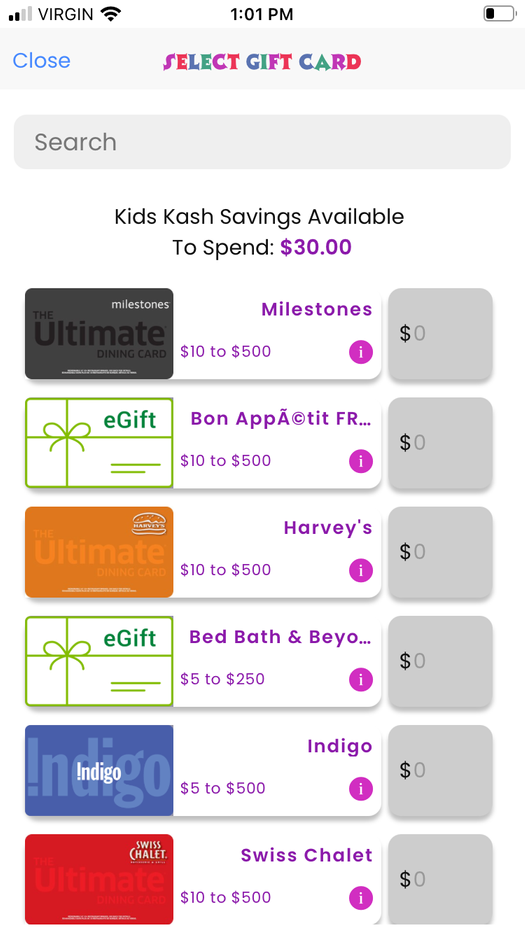 VIRGIN 1:01 PM
Close SELECT GIFT CARD
Search
Kids Kash Savings Available
To Spend: $30.00
milestones
THE
Ultimate
DINING CARD
Milestones
$10 to $500
i
$0
eGift
Bon AppÃ©tit FR...
$10 to $500
i
$0
HARVEY'S
THE
Ultimate
DINING CARD
Harvey's
$10 to $500
i
$0
eGift
Bed Bath & Beyo...
$5 to $250
i
$0
!ndigo
!ndigo
Indigo
$5 to $500
i
$0
SWISS
CHALET
THE
Ultimate
DINING CARD
Swiss Chalet
$10 to $500
i
$0